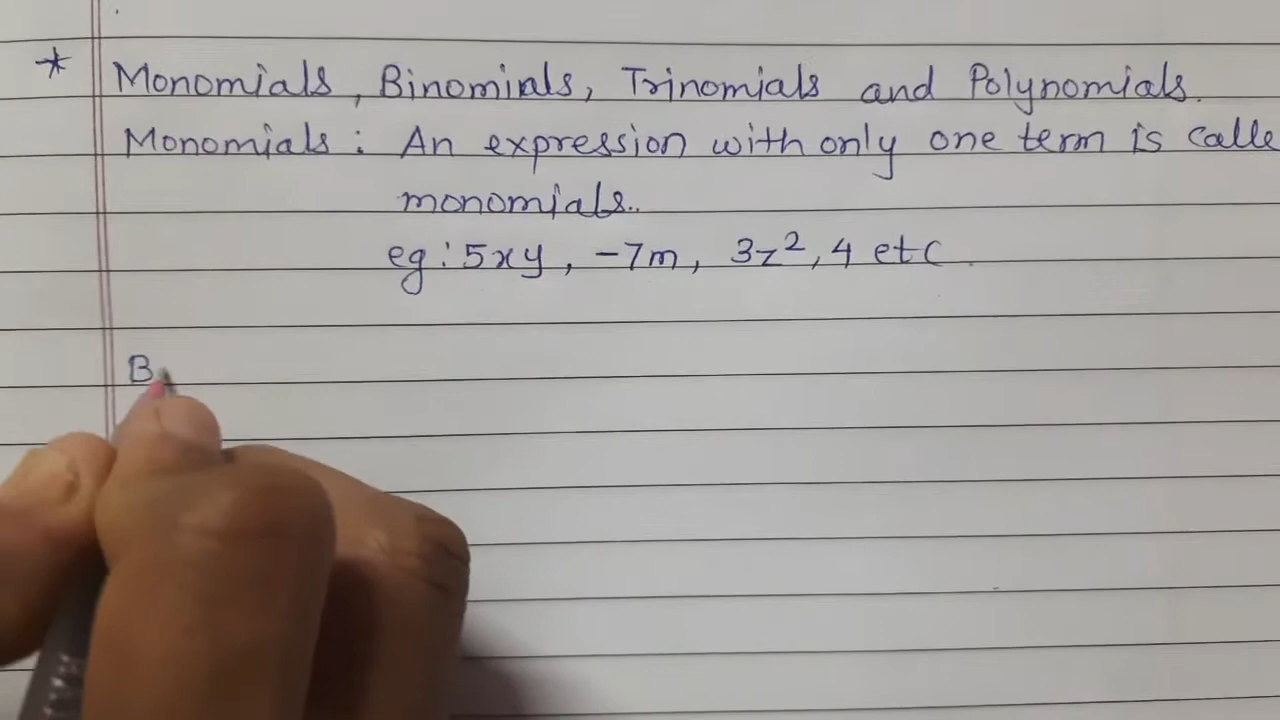 * Monomials, Binomials, Trinomials and Polynomials.
Monomials : An expression with only one term is calle
monomials..
eg : 5xy, -7m, 3z², 4 etc.
B